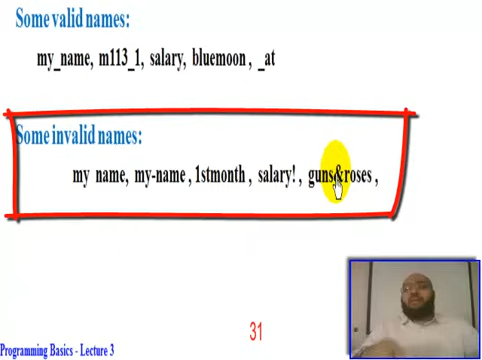 Some valid names:
my_name, m113_1, salary, bluemoon , _at
Some invalid names:
my name, my-name , 1stmonth , salary! , guns&roses ,
31
Programming Basics - Lecture 3